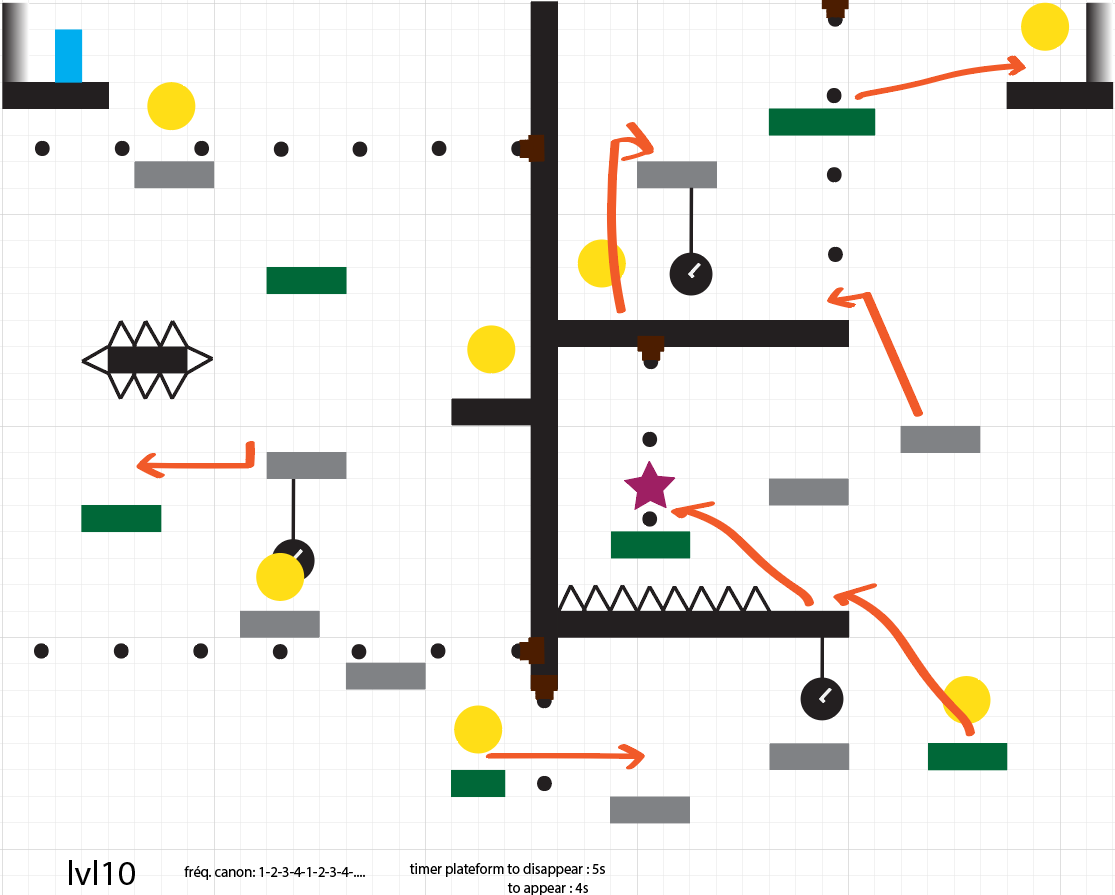 lvl10
fréq. canon: 1-2-3-4-1-2-3-4-....
timer plateform to disappear : 5s
to appear : 4s